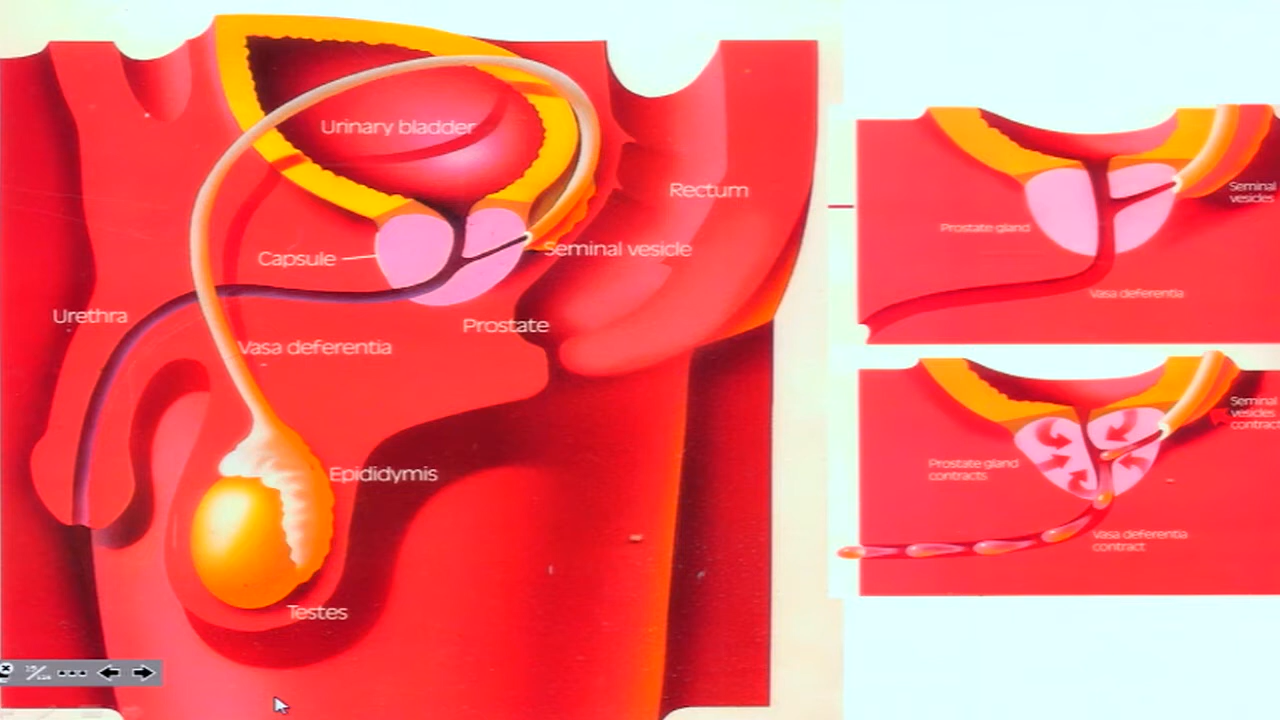 Urinary bladder
Rectum
Capsule
Seminal vesicle
Urethra
Prostate
Vasa deferentia
Epididymis
Testes
Seminal
vesicles
Prostate gland
Vasa deferentia
Seminal
vesicles
contract
Prostate gland
contracts
Vasa deferentia
contract